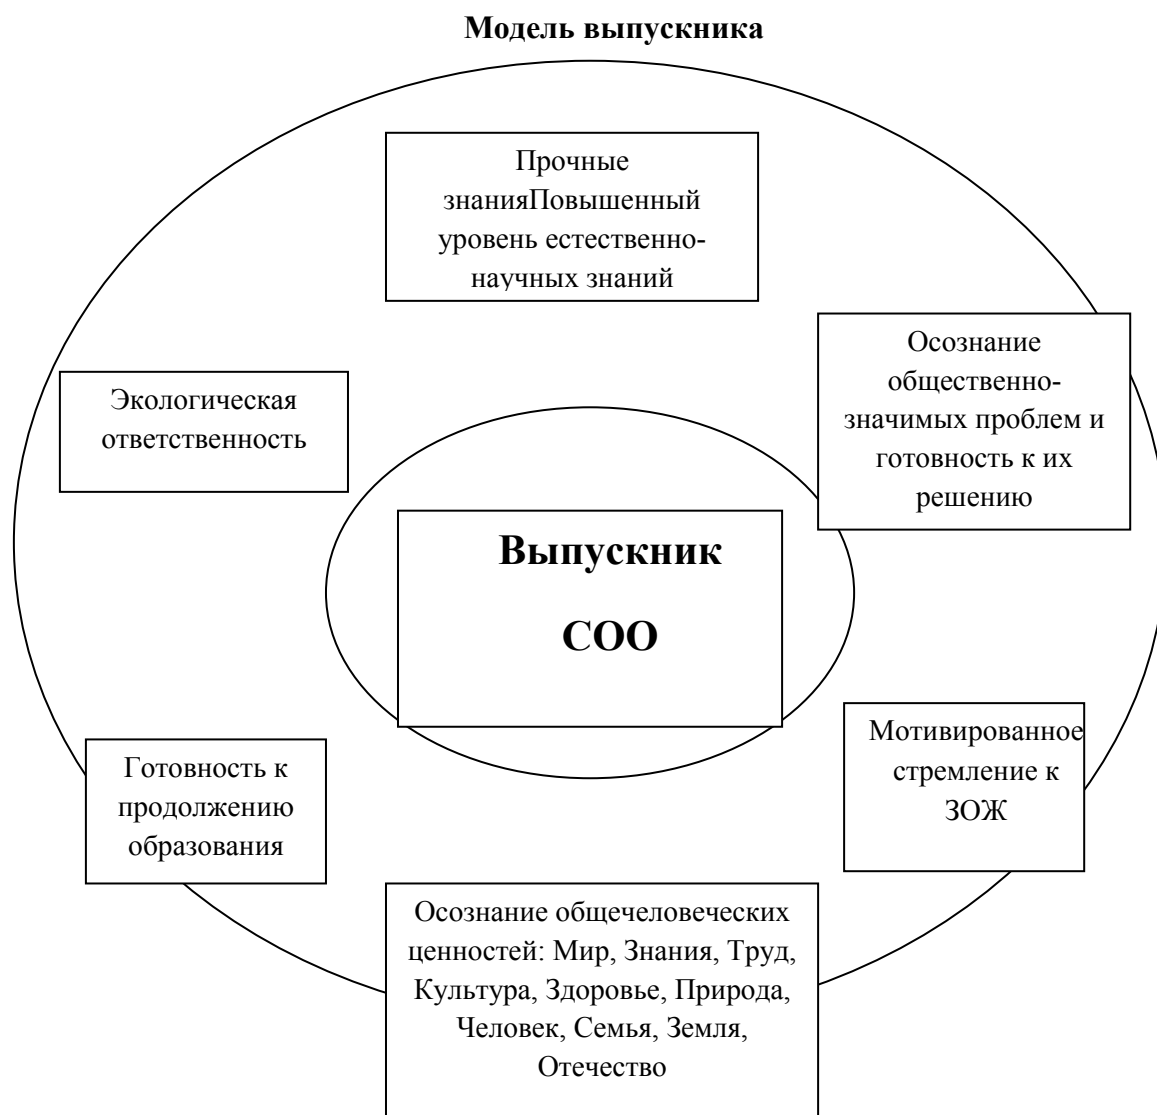 Модель выпускника
Прочные
знанияПовышенный
уровень естественно-
научных знаний
Осознание
общественно-
значимых проблем и
готовность к их
решению
Экологическая
ответственность
Выпускник
СОО
Мотивированное
стремление к
ЗОЖ
Готовность к
продолжению
образования
Осознание общечеловеческих
ценностей: Мир, Знания, Труд,
Культура, Здоровье, Природа,
Человек, Семья, Земля,
Отечество